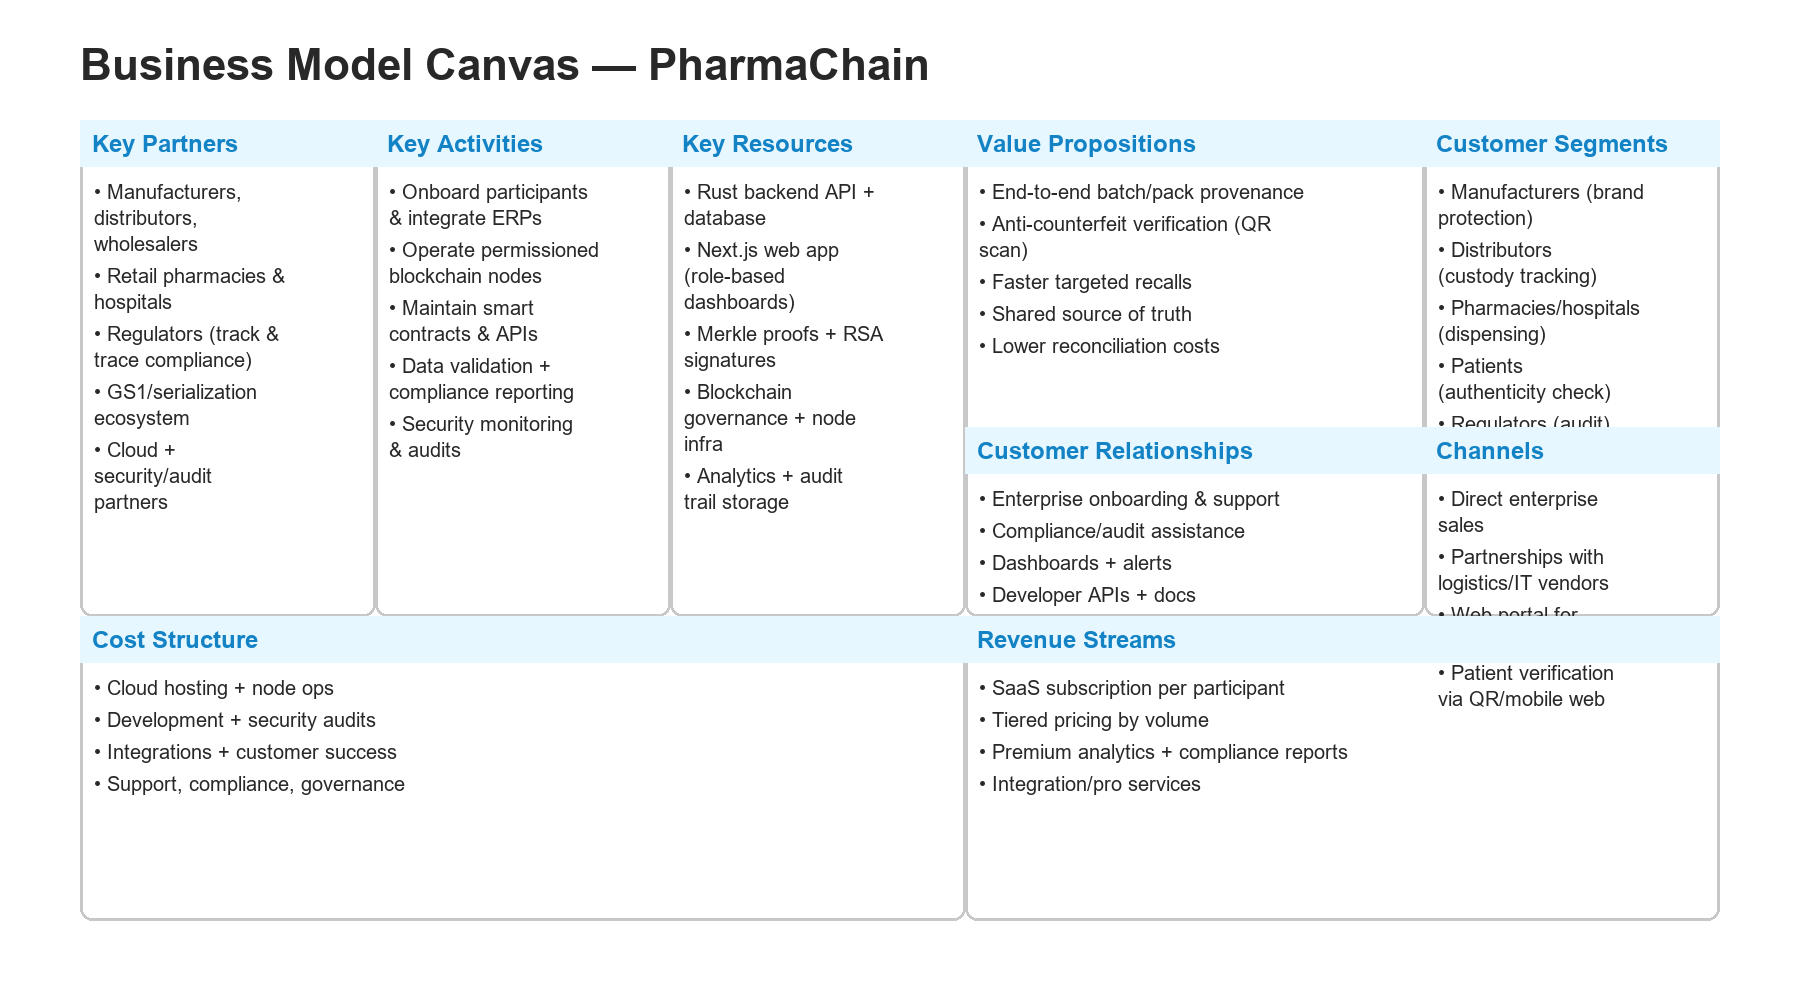 Business Model Canvas — PharmaChain
Key Partners
• Manufacturers,
distributors,
wholesalers
• Retail pharmacies &
hospitals
• Regulators (track &
trace compliance)
• GS1/serialization
ecosystem
• Cloud +
security/audit
partners
Key Activities
• Onboard participants
& integrate ERPs
• Operate permissioned
blockchain nodes
• Maintain smart
contracts & APIs
• Data validation +
compliance reporting
• Security monitoring
& audits
Key Resources
• Rust backend API +
database
• Next.js web app
(role-based
dashboards)
• Merkle proofs + RSA
signatures
• Blockchain
governance + node
infra
• Analytics + audit
trail storage
Value Propositions
• End-to-end batch/pack provenance
• Anti-counterfeit verification (QR
scan)
• Faster targeted recalls
• Shared source of truth
• Lower reconciliation costs
Customer Segments
• Manufacturers (brand
protection)
• Distributors
(custody tracking)
• Pharmacies/hospitals
(dispensing)
• Patients
(authenticity check)
• Regulators (audit)
Customer Relationships
• Enterprise onboarding & support
• Compliance/audit assistance
• Dashboards + alerts
• Developer APIs + docs
Channels
• Direct enterprise
sales
• Partnerships with
logistics/IT vendors
• Web portal for
• Patient verification
via QR/mobile web
Cost Structure
• Cloud hosting + node ops
• Development + security audits
• Integrations + customer success
• Support, compliance, governance
Revenue Streams
• SaaS subscription per participant
• Tiered pricing by volume
• Premium analytics + compliance reports
• Integration/pro services